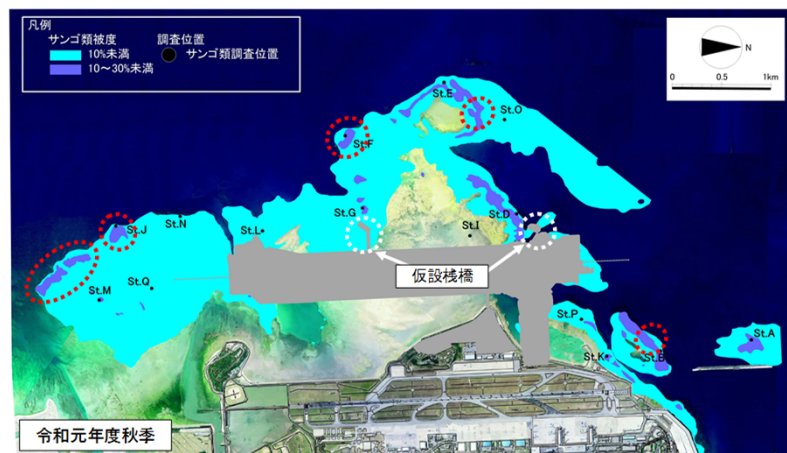 凡例
サンゴ類被度
調査位置
10%未満
サンゴ類調査位置
10～30%未満
N
0 0.5 1km
St.E
St.O
St.F
St.G
St.D
St.J
St.N
St.L
St.I
仮設桟橋
St.M
St.Q
St.P
St.A
St.K
St.B
令和元年度秋季